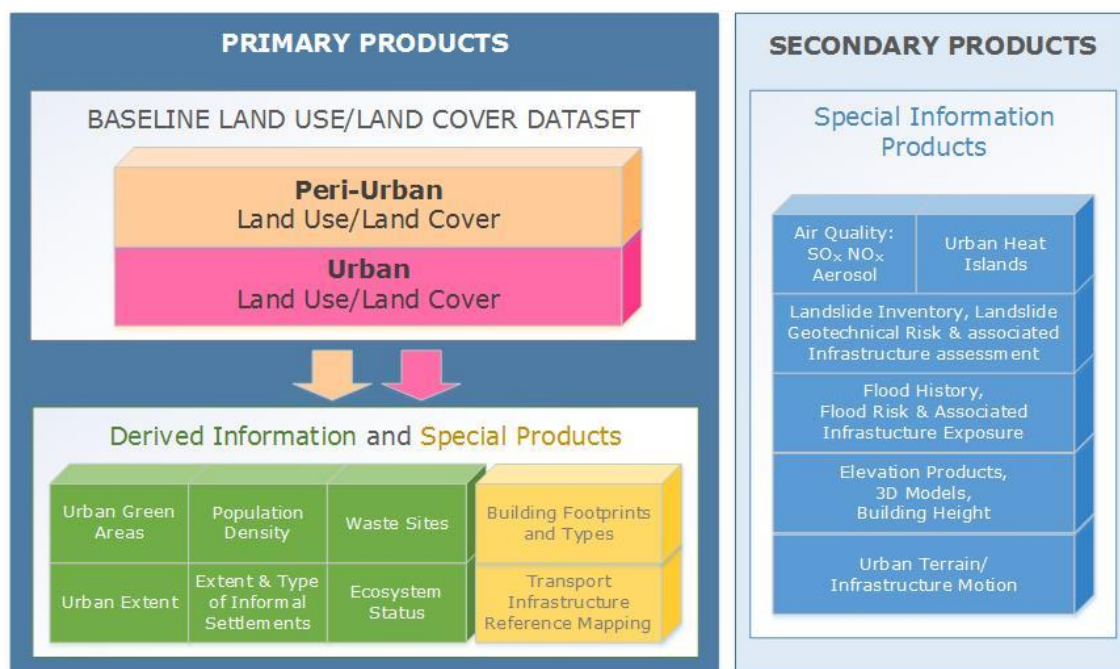 PRIMARY PRODUCTS
BASELINE LAND USE/LAND COVER DATASET
Peri-Urban
Land Use/Land Cover
Urban
Land Use/Land Cover
Derived Information and Special Products
Urban Green
Areas
Population
Density
Waste Sites
Building Footprints
and Types
Urban Extent
Extent & Type
of Informal
Settlements
Ecosystem
Status
Transport
Infrastructure
Reference Mapping
SECONDARY PRODUCTS
Special Information
Products
Air Quality:
SOₓ NOₓ
Aerosol
Urban Heat
Islands
Landslide Inventory, Landslide
Geotechnical Risk & associated
Infrastructure assessment
Flood History,
Flood Risk & Associated
Infrastucture Exposure
Elevation Products,
3D Models,
Building Height
Urban Terrain/
Infrastructure Motion